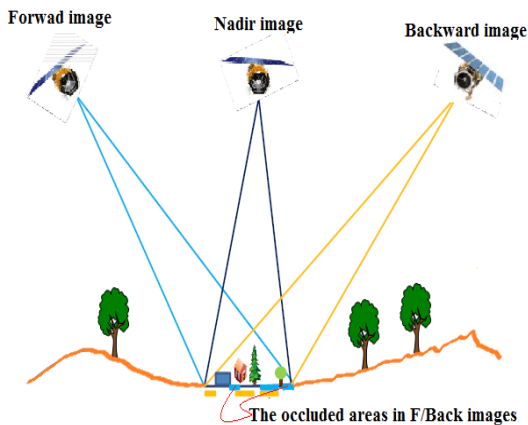 Forwad image
Nadir image
Backward image
The occluded areas in F/Back images